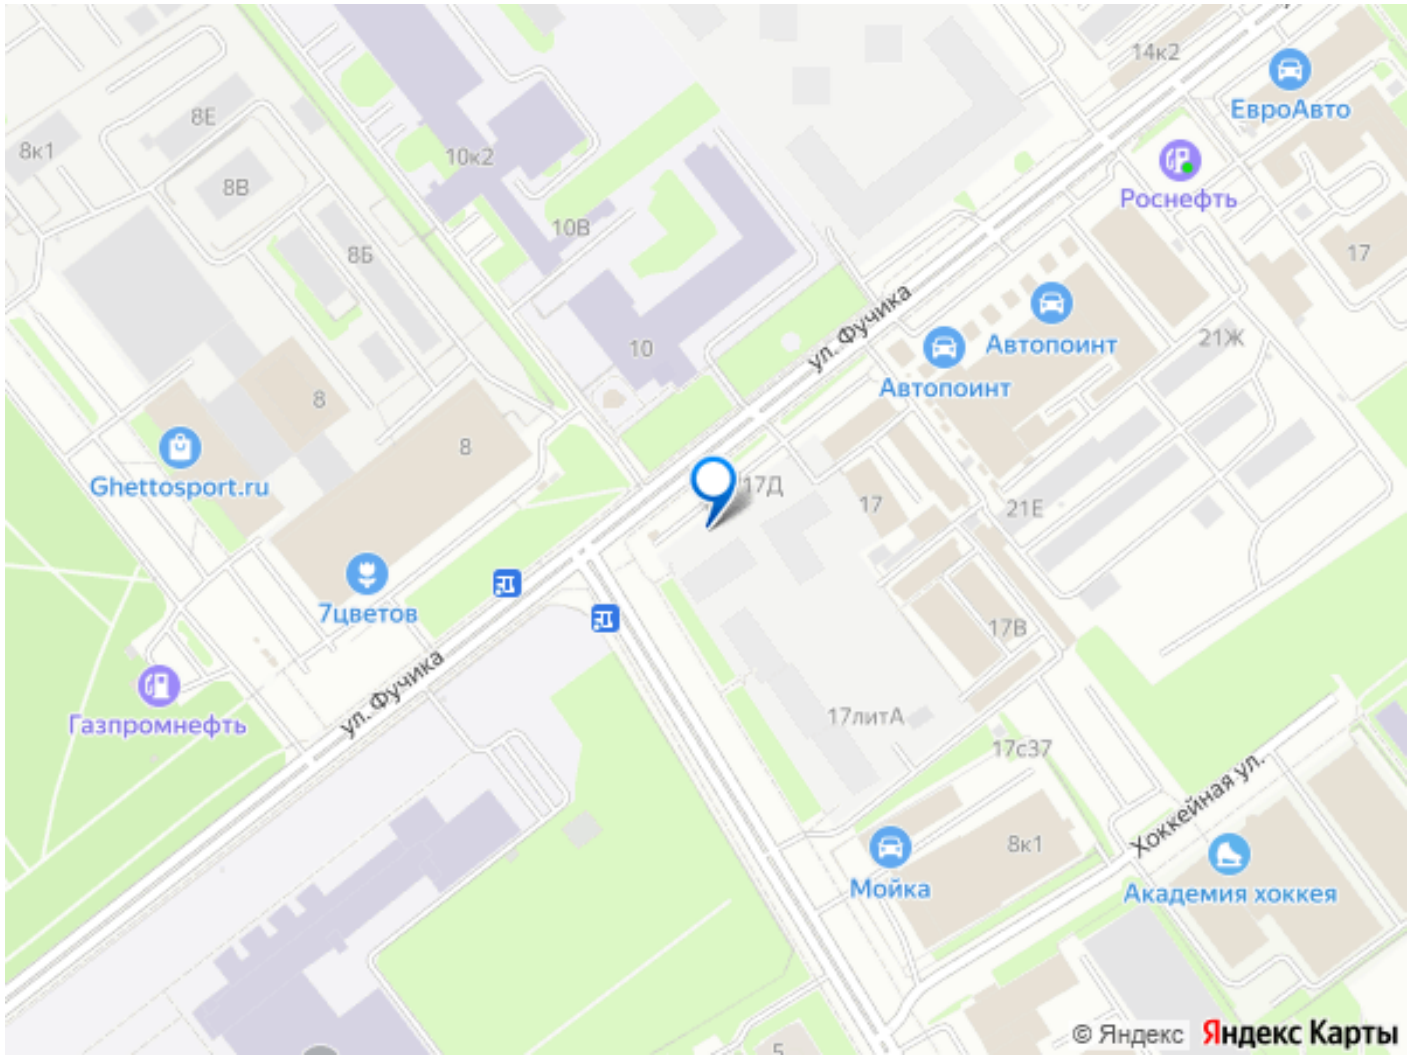 14к2
ЕвроАвто
8Е
8к1
10к2
8В
Роснефть
10В
8Б
17
ул. Фучика
Автопоинт
21Ж
10
Автопоинт
8
8
Ghettosport.ru
17Д
17
21Е
7цветов
17В
ул. Фучика
Газпромнефть
17литА
17с37
Хоккейная ул.
8к1
Мойка
Академия хоккея
5
© Яндекс Яндекс Карты